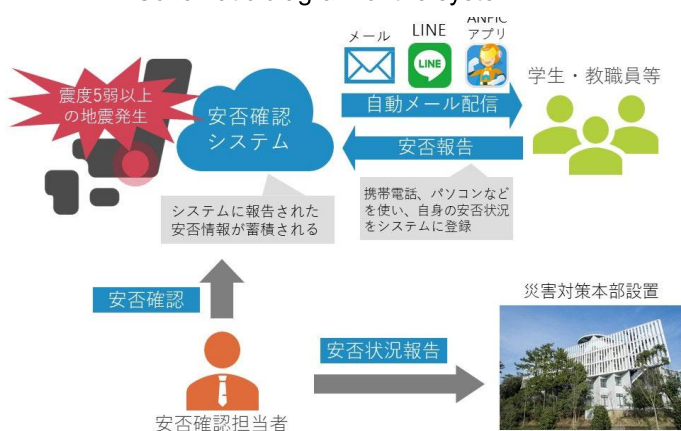 メール
LINE
ANPIC
アプリ
LINE
震度5弱以上
の地震発生
安否確認
システム
自動メール配信
学生・教職員等
安否報告
システムに報告された
安否情報が蓄積される
携帯電話、パソコンなど
を使い、自身の安否状況
をシステムに登録
安否確認
災害対策本部設置
安否状況報告
安否確認担当者